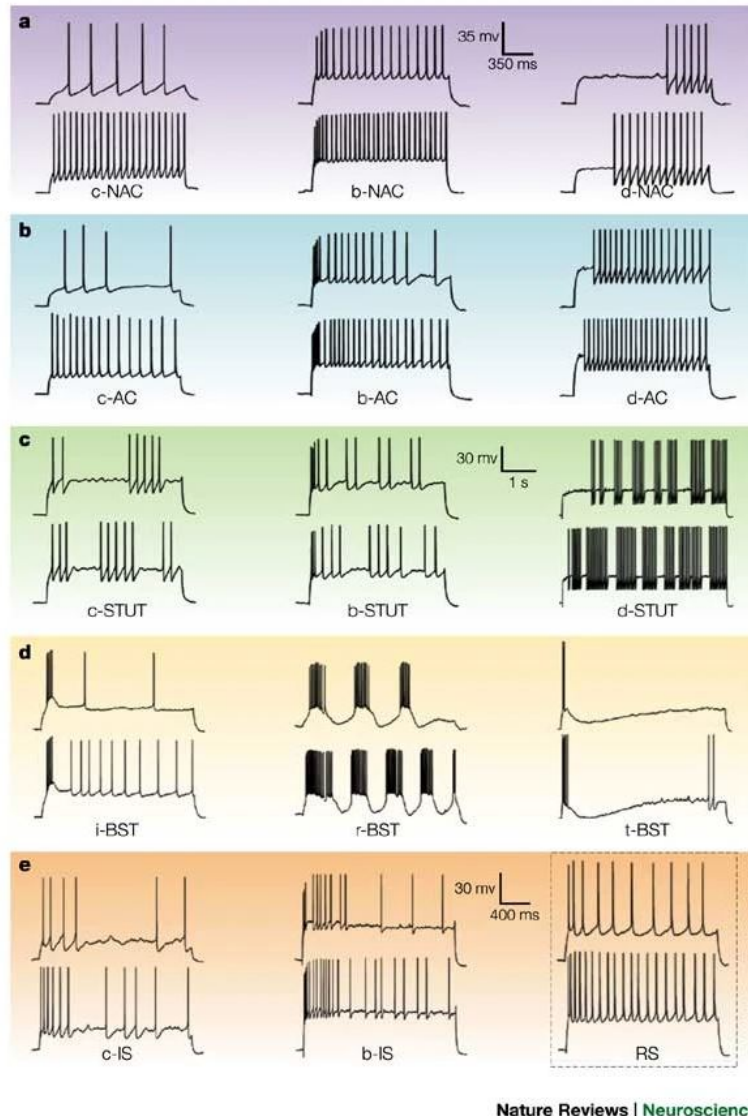 a
35 mv
350 ms
c-NAC
b-NAC
d-NAC
b
c-AC
b-AC
d-AC
c
30 mv
1 s
c-STUT
b-STUT
d-STUT
d
i-BST
r-BST
t-BST
e
30 mv
400 ms
c-IS
b-IS
RS
Nature Reviews | Neuroscienc